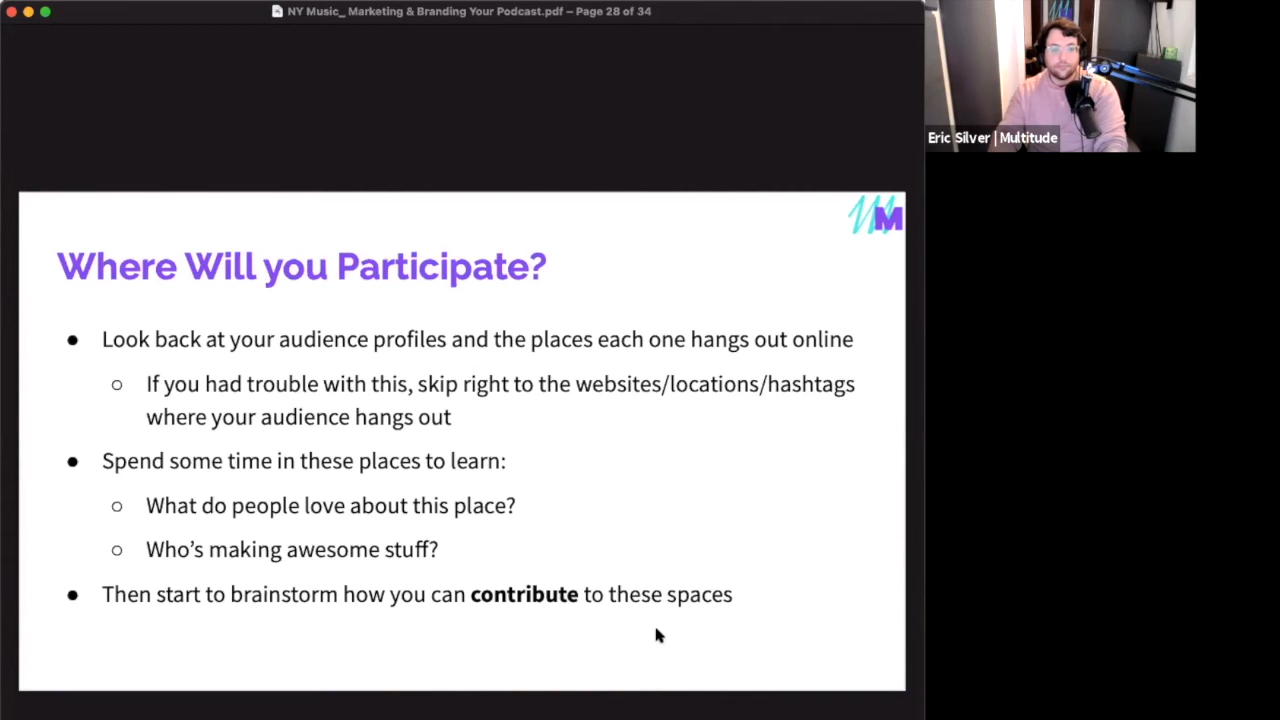 NY Music_ Marketing & Branding Your Podcast.pdf – Page 28 of 34
Eric Silver | Multitude
M
Where Will you Participate?
● Look back at your audience profiles and the places each one hangs out online
○ If you had trouble with this, skip right to the websites/locations/hashtags
where your audience hangs out
● Spend some time in these places to learn:
○ What do people love about this place?
○ Who’s making awesome stuff?
● Then start to brainstorm how you can contribute to these spaces